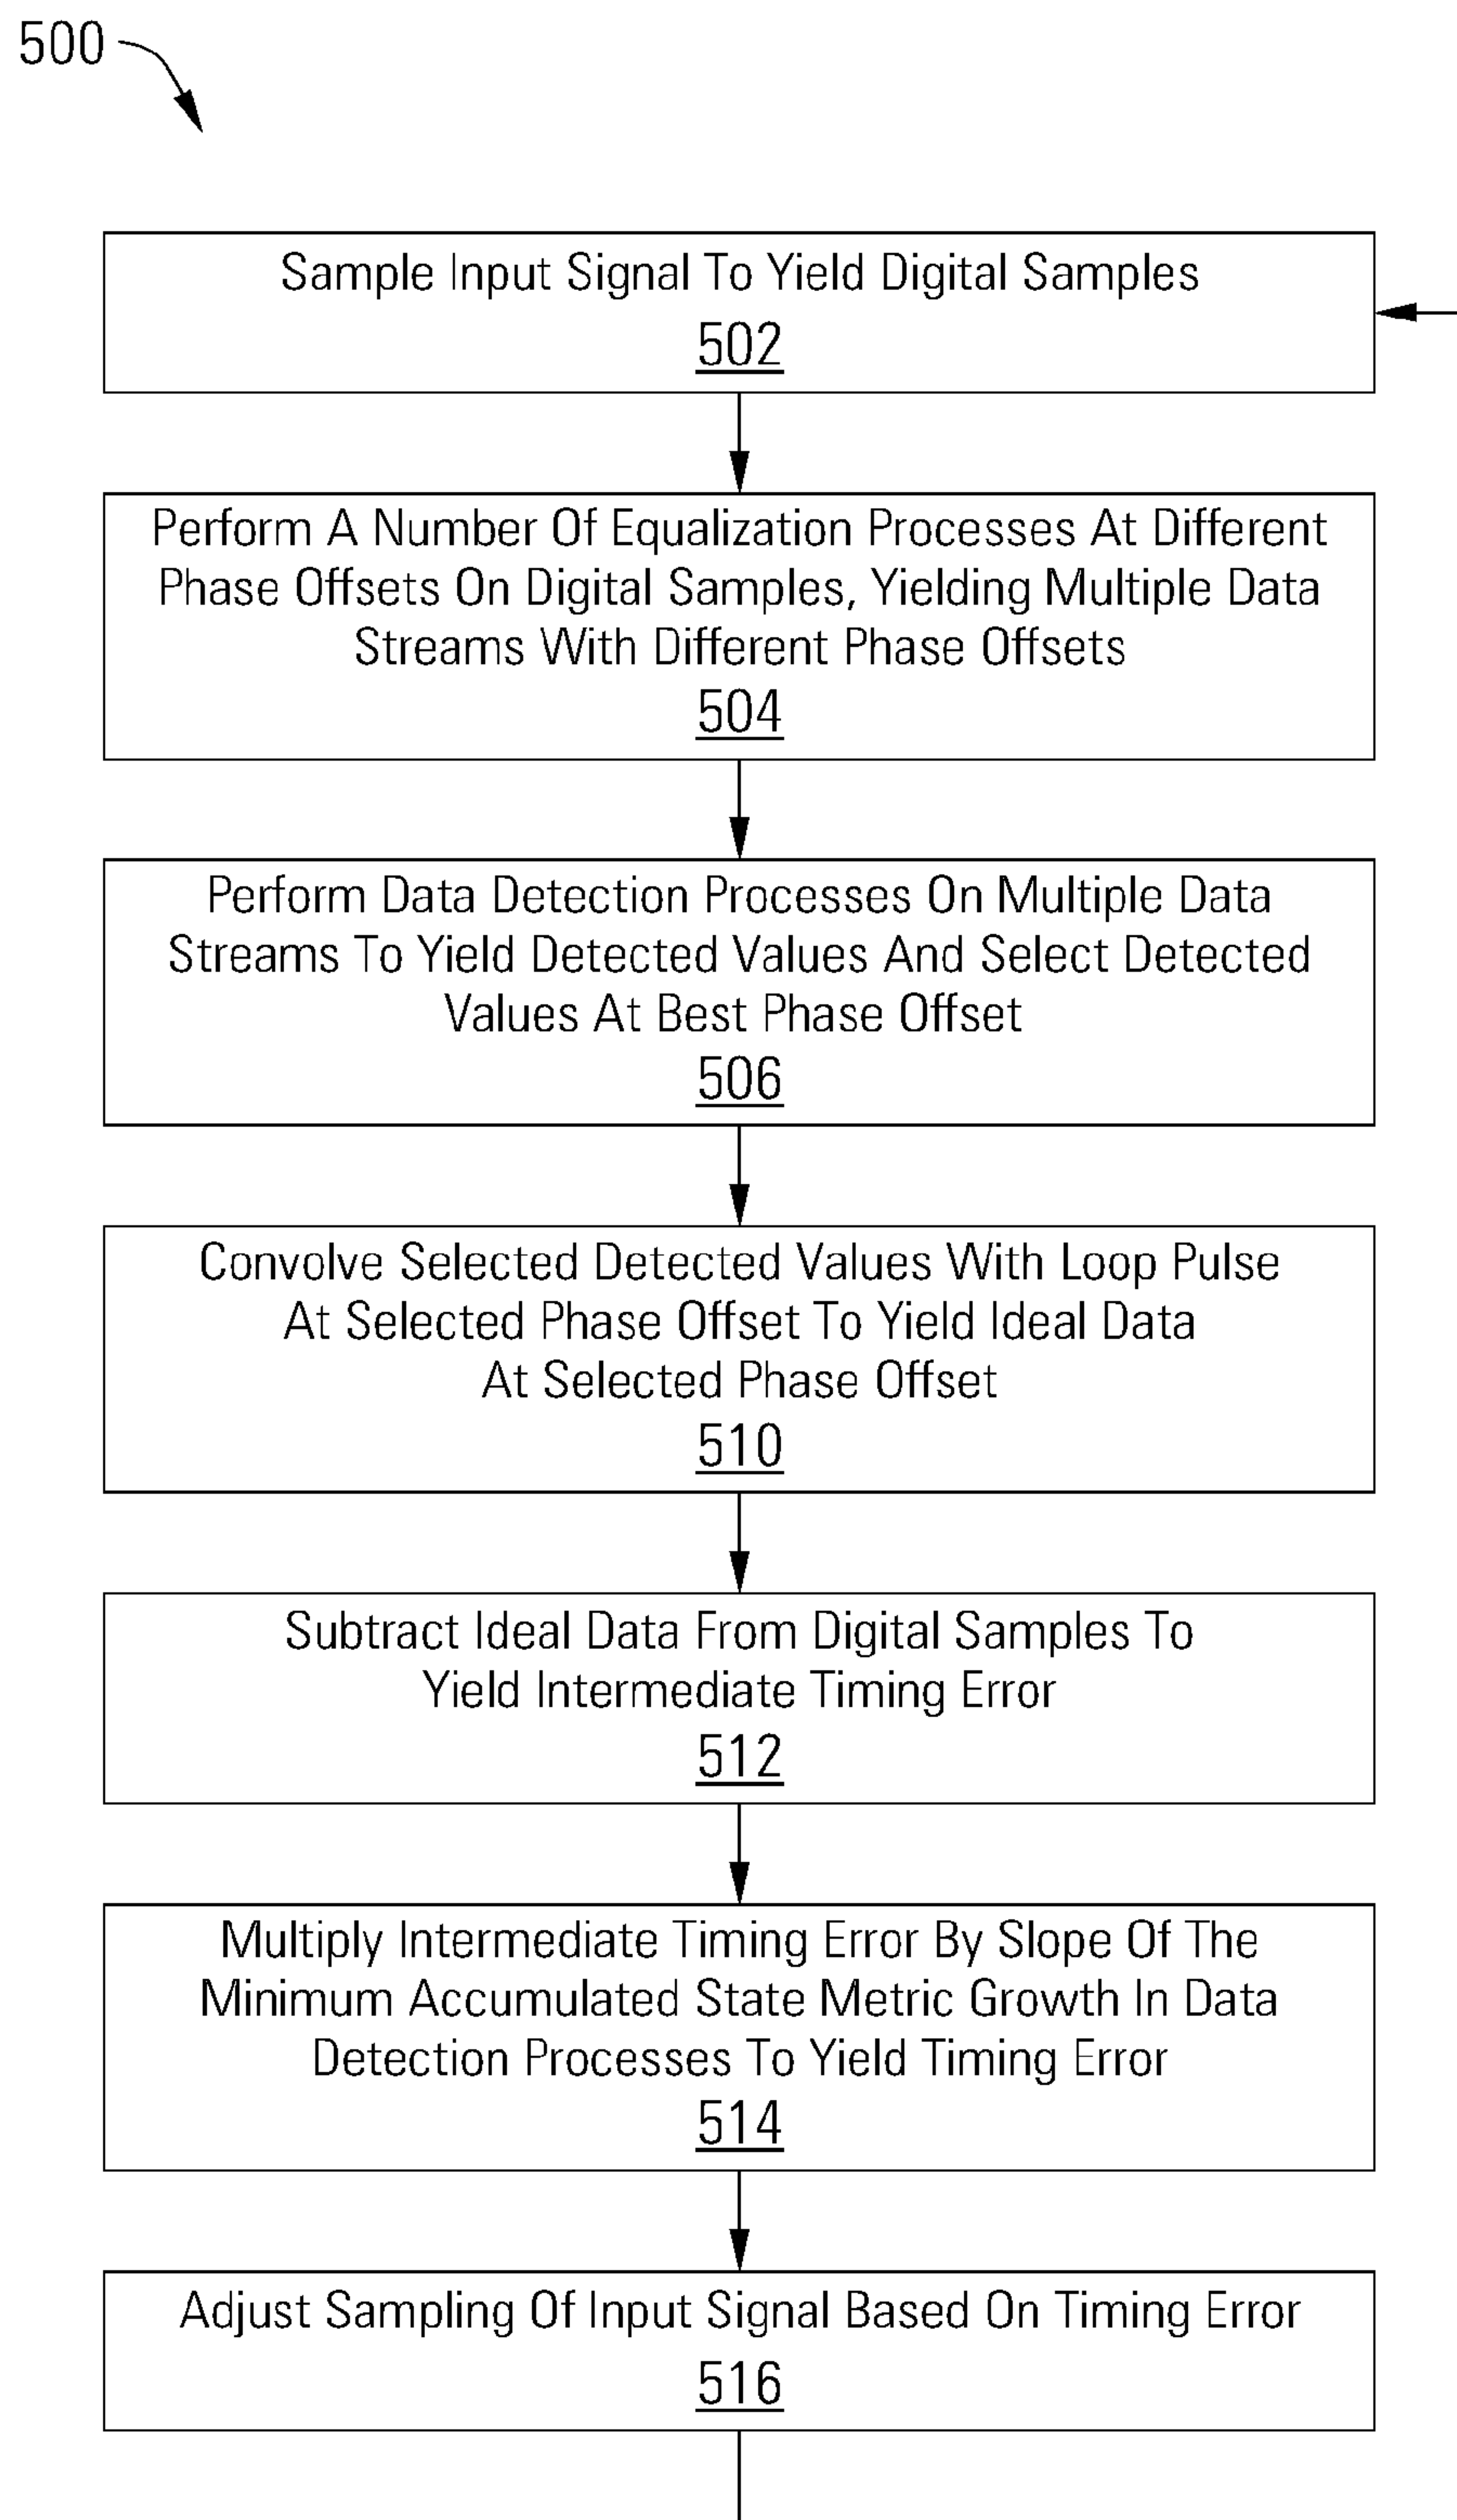 500
Sample Input Signal To Yield Digital Samples
502
Perform A Number Of Equalization Processes At Different
Phase Offsets On Digital Samples, Yielding Multiple Data
Streams With Different Phase Offsets
504
Perform Data Detection Processes On Multiple Data
Streams To Yield Detected Values And Select Detected
Values At Best Phase Offset
506
Convolve Selected Detected Values With Loop Pulse
At Selected Phase Offset To Yield Ideal Data
At Selected Phase Offset
510
Subtract Ideal Data From Digital Samples To
Yield Intermediate Timing Error
512
Multiply Intermediate Timing Error By Slope Of The
Minimum Accumulated State Metric Growth In Data
Detection Processes To Yield Timing Error
514
Adjust Sampling Of Input Signal Based On Timing Error
516